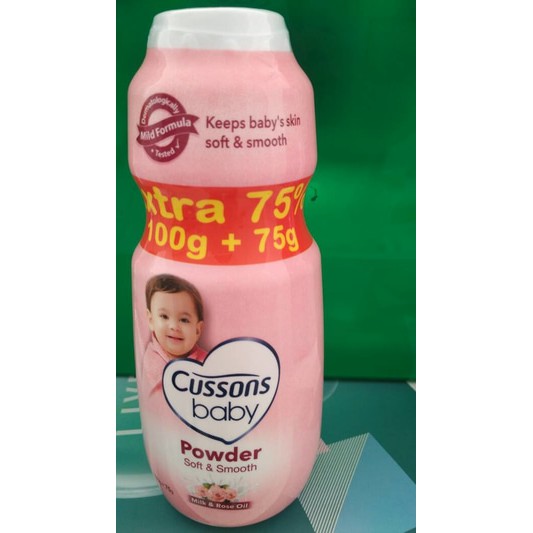 Dermatologically
Mild Formula
Tested
Keeps baby's skin
soft & smooth
xtra 75%
100g + 75g
Cussons
baby
Powder
Soft & Smooth
Milk & Rose Oil